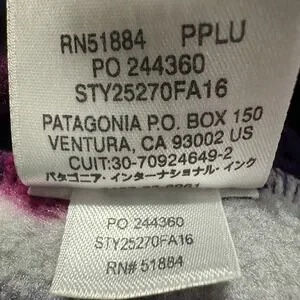 RN51884 PPLU
PO 244360
STY25270FA16
PATAGONIA P.O. BOX 150
VENTURA, CA 93002 US
CUIT:30-70924649-2
パタゴニア・インターナショナル・インク
PO 244360
STY25270FA16
RN# 51884